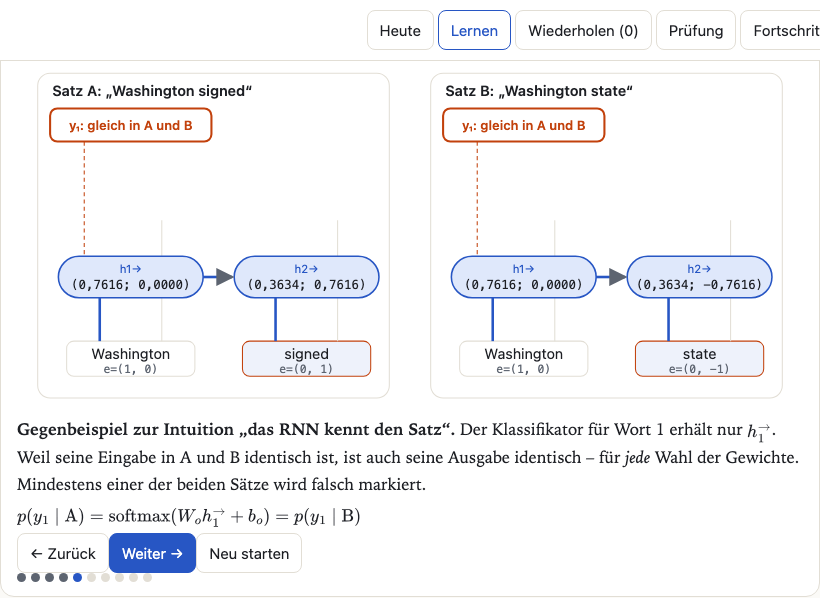 Heute Lernen Wiederholen (0) Prüfung Fortschrit
Satz A: „Washington signed“
y₁: gleich in A und B
h1→
(0,7616; 0,0000)
h2→
(0,3634; 0,7616)
Washington
e=(1, 0)
signed
e=(0, 1)
Satz B: „Washington state“
y₁: gleich in A und B
h1→
(0,7616; 0,0000)
h2→
(0,3634; −0,7616)
Washington
e=(1, 0)
state
e=(0, −1)
Gegenbeispiel zur Intuition „das RNN kennt den Satz“. Der Klassifikator für Wort 1 erhält nur h₁→.
Weil seine Eingabe in A und B identisch ist, ist auch seine Ausgabe identisch – für jede Wahl der Gewichte.
Mindestens einer der beiden Sätze wird falsch markiert.
p(y₁ | A) = softmax(Wₒh₁→ + bₒ) = p(y₁ | B)
← Zurück Weiter → Neu starten